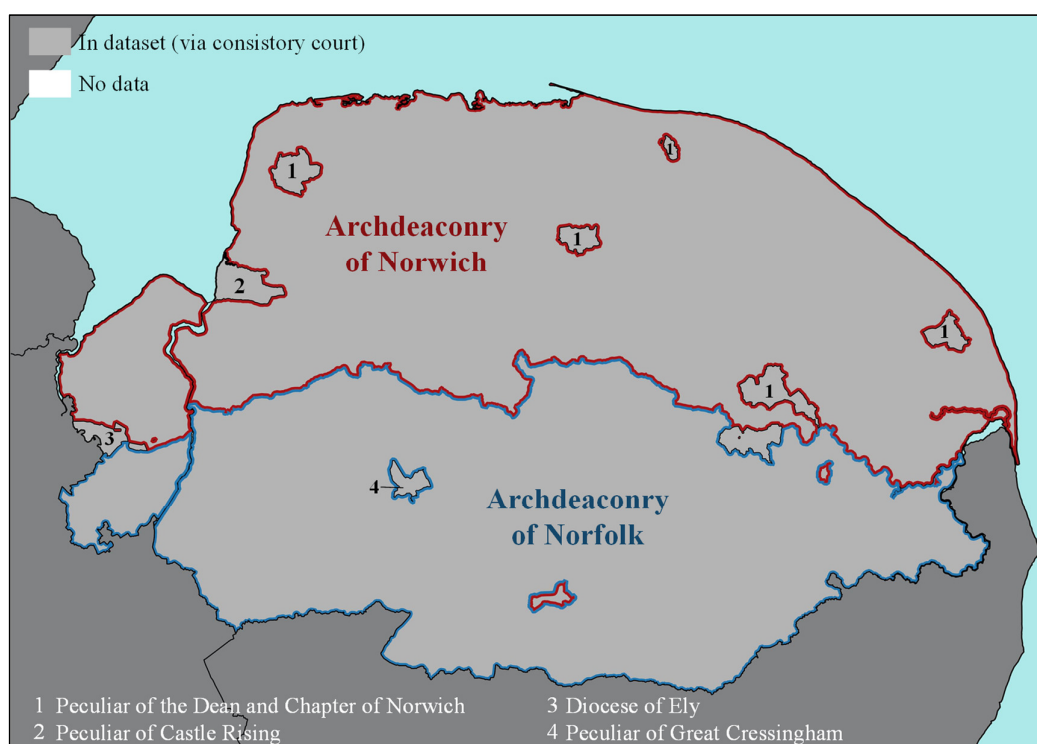 In dataset (via consistory court)
No data
1
1
Archdeaconry
of Norwich
1
2
1
1
3
4
Archdeaconry
of Norfolk
1 Peculiar of the Dean and Chapter of Norwich
2 Peculiar of Castle Rising
3 Diocese of Ely
4 Peculiar of Great Cressingham